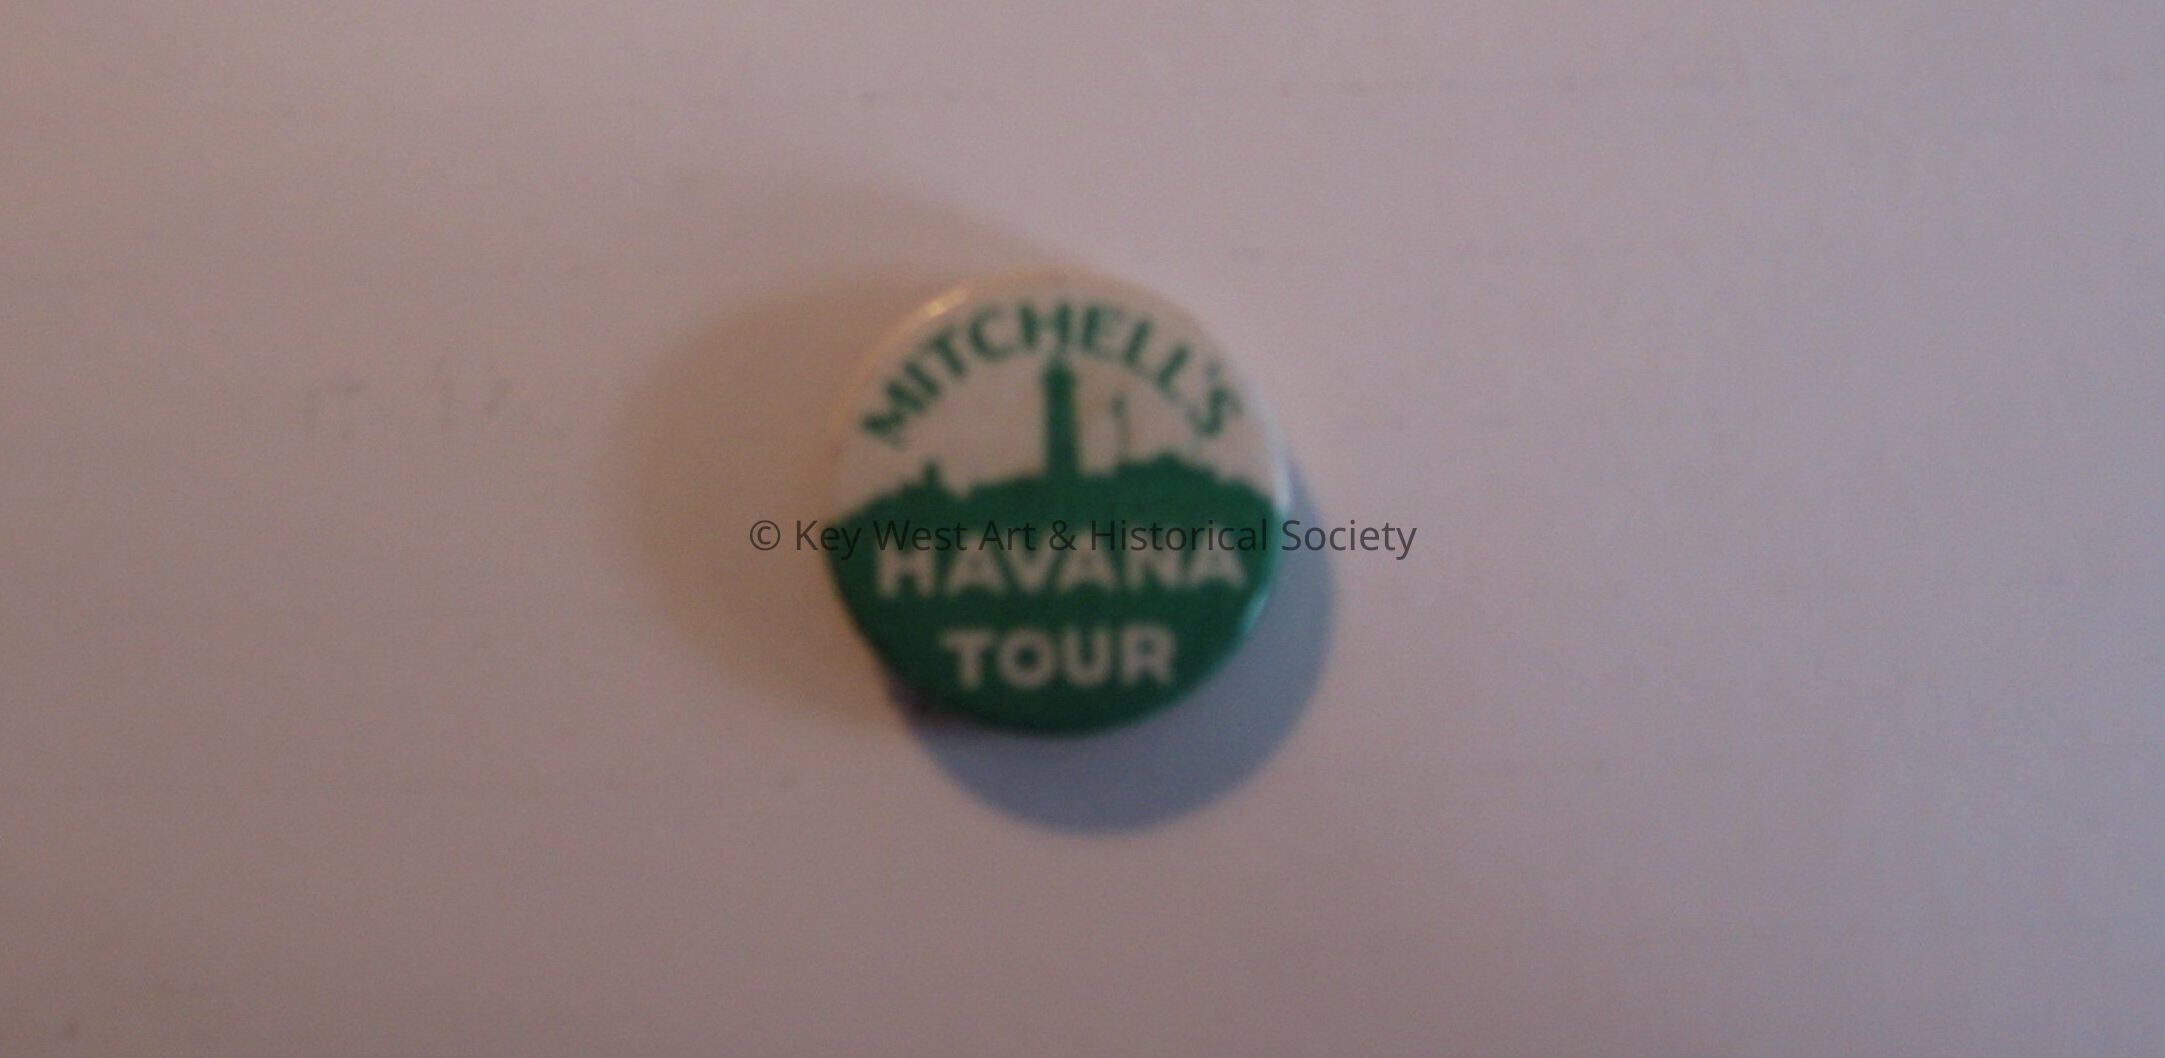 MITCHELL'S
© Key West Art & Historical Society
HAVANA
TOUR